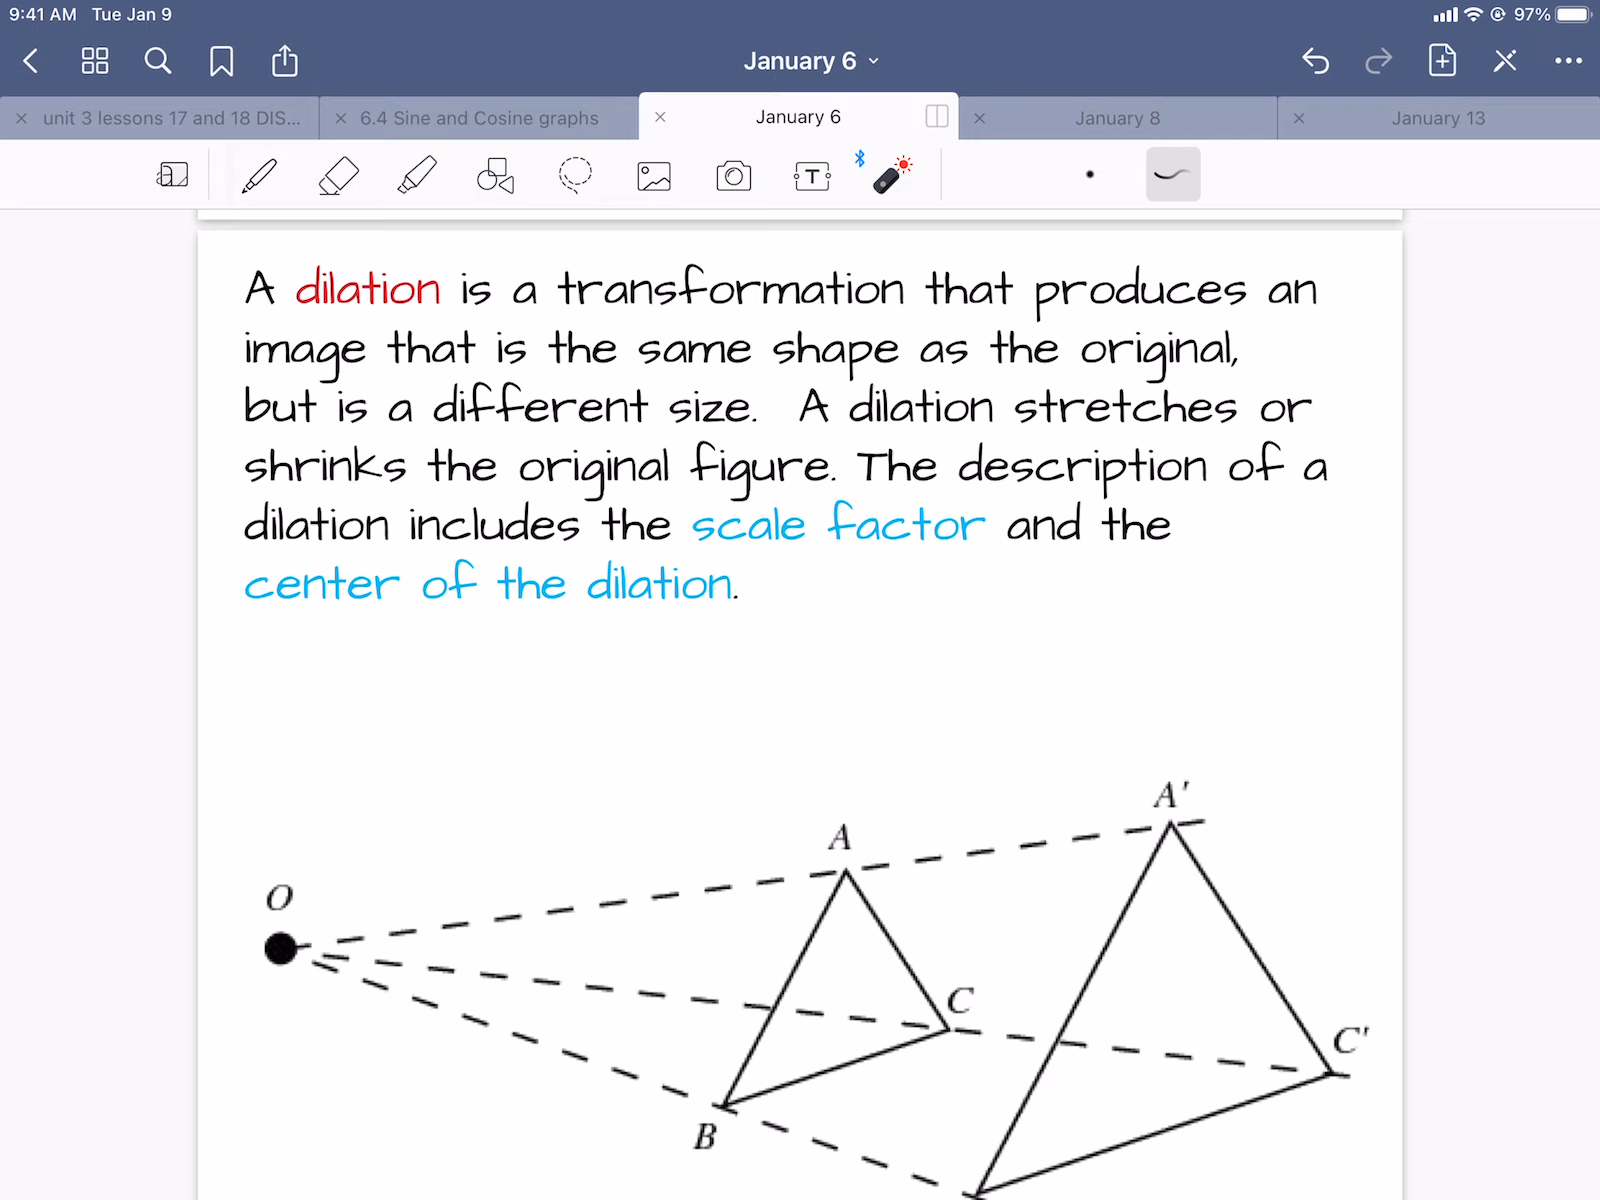 9:41 AM Tue Jan 9
97%
January 6
unit 3 lessons 17 and 18 DIS...
6.4 Sine and Cosine graphs
January 6
January 8
January 13
T
A dilation is a transformation that produces an
image that is the same shape as the original,
but is a different size. A dilation stretches or
shrinks the original figure. The description of a
dilation includes the scale factor and the
center of the dilation.
A'
A
O
C
C'
B